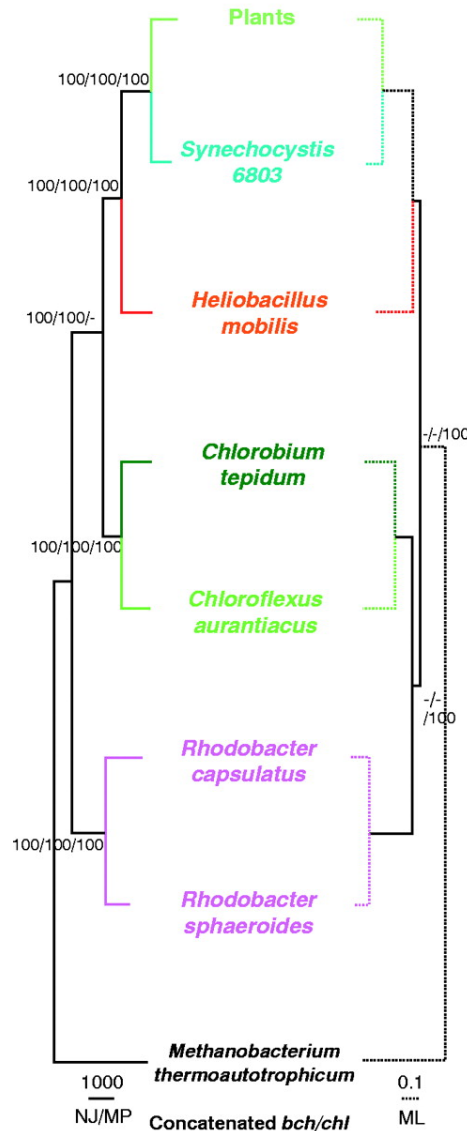 Plants
100/100/100
Synechocystis
6803
100/100/100
Heliobacillus
mobilis
100/100/-
-/-/100
Chlorobium
tepidum
100/100/100
Chloroflexus
aurantiacus
-/-
/100
Rhodobacter
capsulatus
100/100/100
Rhodobacter
sphaeroides
Methanobacterium
thermoautotrophicum
1000
0.1
NJ/MP
Concatenated bch/chl
ML